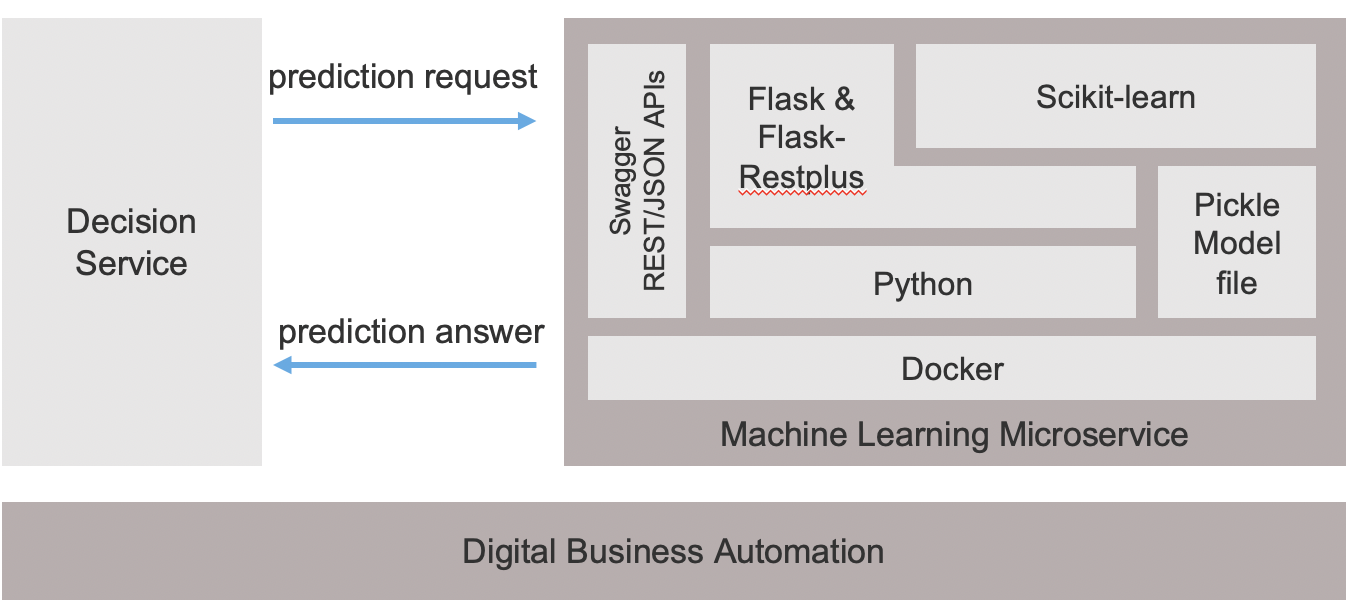 Decision
Service
prediction request
prediction answer
Swagger
REST/JSON APIs
Flask &
Flask-
Restplus
Scikit-learn
Python
Pickle
Model
file
Docker
Machine Learning Microservice
Digital Business Automation